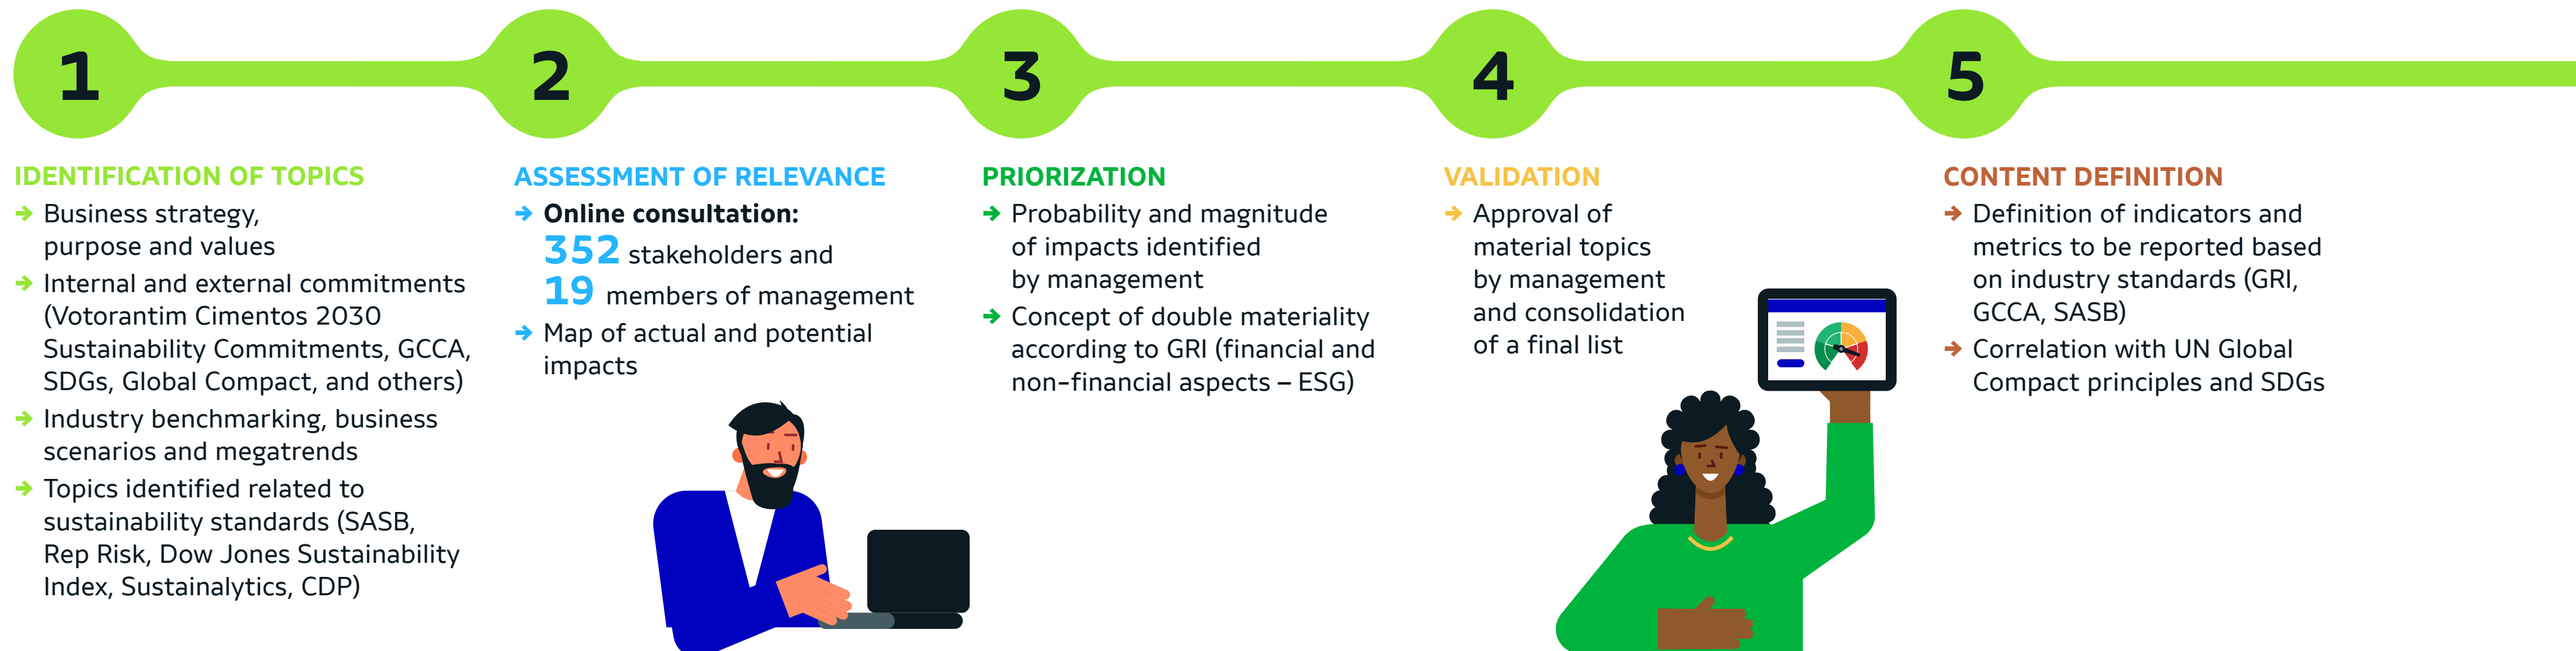 1
2
3
4
5
IDENTIFICATION OF TOPICS
→ Business strategy,
purpose and values
→ Internal and external commitments
(Votorantim Cimentos 2030
Sustainability Commitments, GCCA,
SDGs, Global Compact, and others)
→ Industry benchmarking, business
scenarios and megatrends
→ Topics identified related to
sustainability standards (SASB,
Rep Risk, Dow Jones Sustainability
Index, Sustainalytics, CDP)
ASSESSMENT OF RELEVANCE
→ Online consultation:
352 stakeholders and
19 members of management
→ Map of actual and potential
impacts
PRIORIZATION
→ Probability and magnitude
of impacts identified
by management
→ Concept of double materiality
according to GRI (financial and
non-financial aspects – ESG)
VALIDATION
→ Approval of
material topics
by management
and consolidation
of a final list
CONTENT DEFINITION
→ Definition of indicators and
metrics to be reported based
on industry standards (GRI,
GCCA, SASB)
→ Correlation with UN Global
Compact principles and SDGs